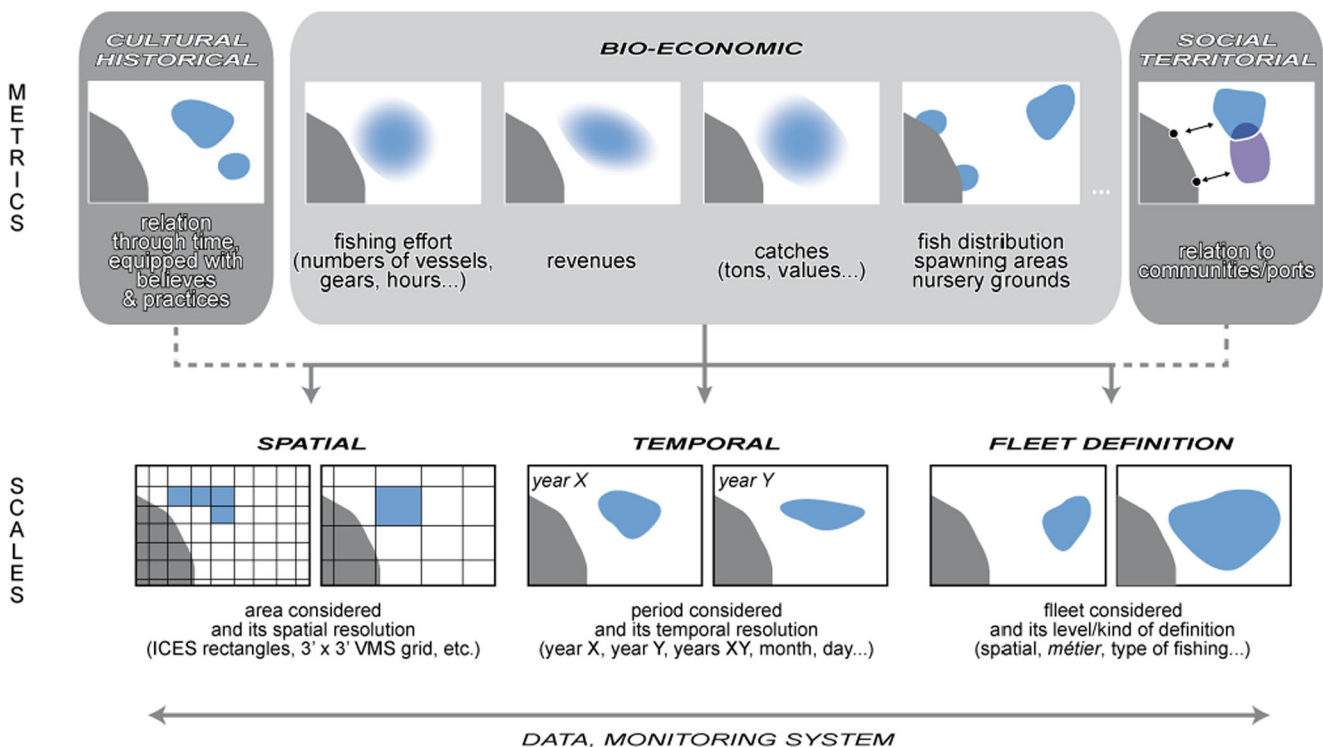 METRICS
CULTURAL
HISTORICAL
relation
through time,
equipped with
believes
& practices
BIO-ECONOMIC
fishing effort
(numbers of vessels,
gears, hours...)
revenues
catches
(tons, values...)
fish distribution
spawning areas
nursery grounds
...
SOCIAL
TERRITORIAL
relation to
communities/ports
SCALES
SPATIAL
area considered
and its spatial resolution
(ICES rectangles, 3' x 3' VMS grid, etc.)
TEMPORAL
year X
year Y
period considered
and its temporal resolution
(year X, year Y, years XY, month, day...)
FLEET DEFINITION
flleet considered
and its level/kind of definition
(spatial, métier, type of fishing...)
DATA, MONITORING SYSTEM